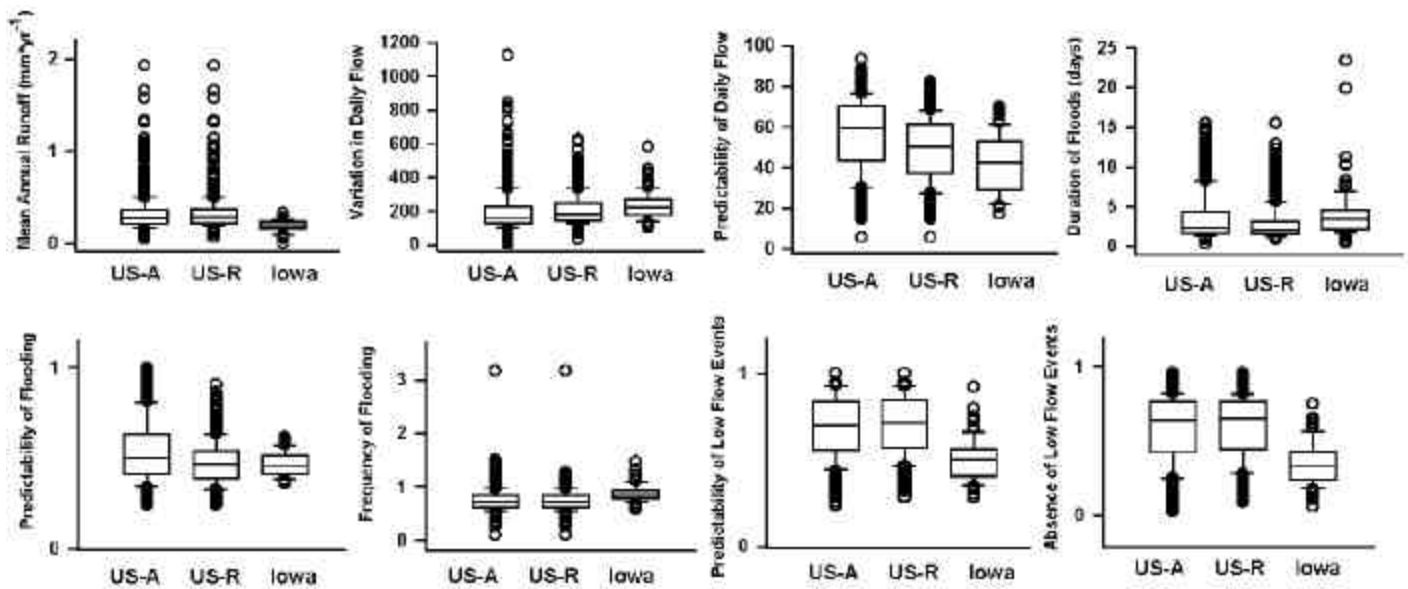 Mean Annual Runoff (mm*yr-1)
2
1
0
US-A US-R Iowa
Variation in Daily Flow
1200
1000
800
600
400
200
0
US-A US-R Iowa
Predictability of Daily Flow
100
80
60
40
20
0
US-A US-R Iowa
Duration of Floods (days)
25
20
15
10
5
0
US-A US-R Iowa
Predictability of Flooding
1
0
US-A US-R Iowa
Frequency of Flooding
3
2
1
0
US-A US-R Iowa
Predictability of Low Flow Events
1
0
US-A US-R Iowa
Absence of Low Flow Events
1
0
US-A US-R Iowa